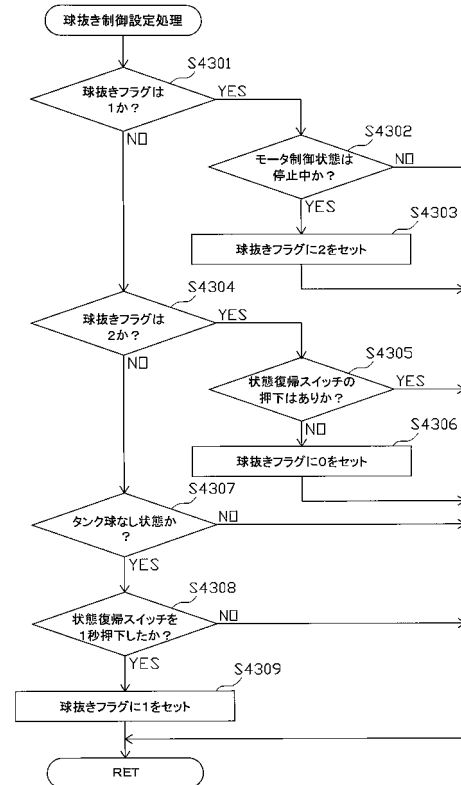 球抜き制御設定処理
S4301
球抜きフラグは
1か?
YES
NO
S4302
モータ制御状態は
停止中か?
NO
YES
S4303
球抜きフラグに2をセット
S4304
球抜きフラグは
2か?
YES
NO
S4305
状態復帰スイッチの
押下はありか?
YES
NO
S4306
球抜きフラグに0をセット
S4307
タンク球なし状態か
?
NO
YES
S4308
状態復帰スイッチを
1秒押下したか?
NO
YES
S4309
球抜きフラグに1をセット
RET